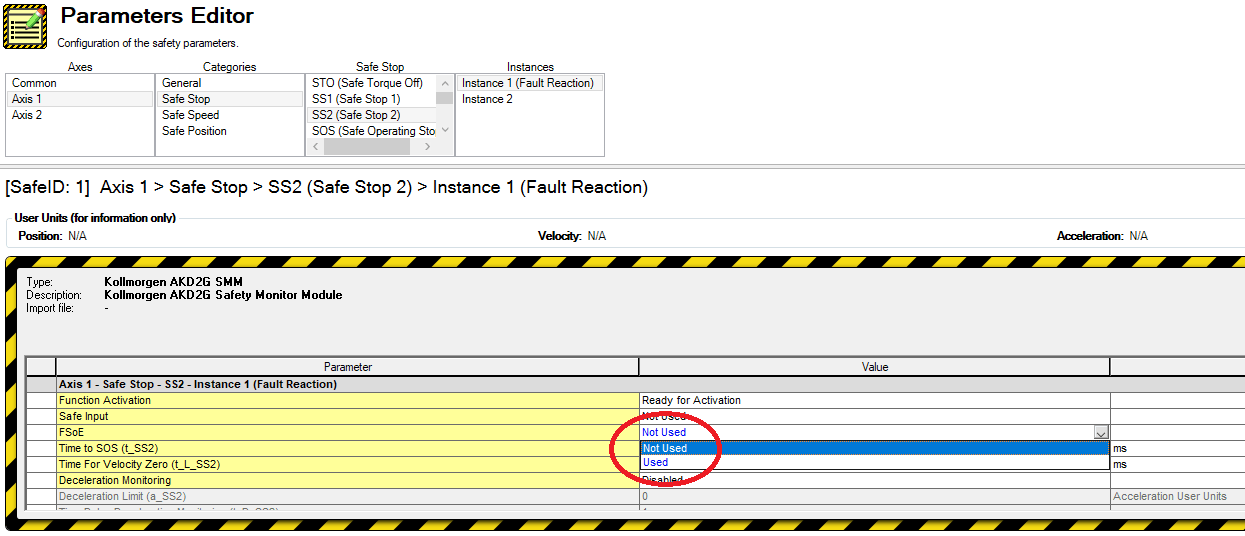 Parameters Editor
Configuration of the safety parameters.
Axes Categories Safe Stop Instances
Common General STO (Safe Torque Off) Instance 1 (Fault Reaction)
Axis 1 Safe Stop SS1 (Safe Stop 1) Instance 2
Axis 2 Safe Speed SS2 (Safe Stop 2)
Safe Position SOS (Safe Operating Sto
[SafeID: 1] Axis 1 > Safe Stop > SS2 (Safe Stop 2) > Instance 1 (Fault Reaction)
User Units (for information only)
Position: N/A Velocity: N/A Acceleration: N/A
Type: Kollmorgen AKD2G SMM
Description: Kollmorgen AKD2G Safety Monitor Module
Import file: -
Parameter Value
Axis 1 - Safe Stop - SS2 - Instance 1 (Fault Reaction)
Function Activation Ready for Activation
Safe Input Not Used
FSoE Not Used
Time to SOS (t_SS2) Not Used ms
Time For Velocity Zero (t_L_SS2) Used ms
Deceleration Monitoring Disabled
Deceleration Limit (a_SS2) 0 Acceleration User Units